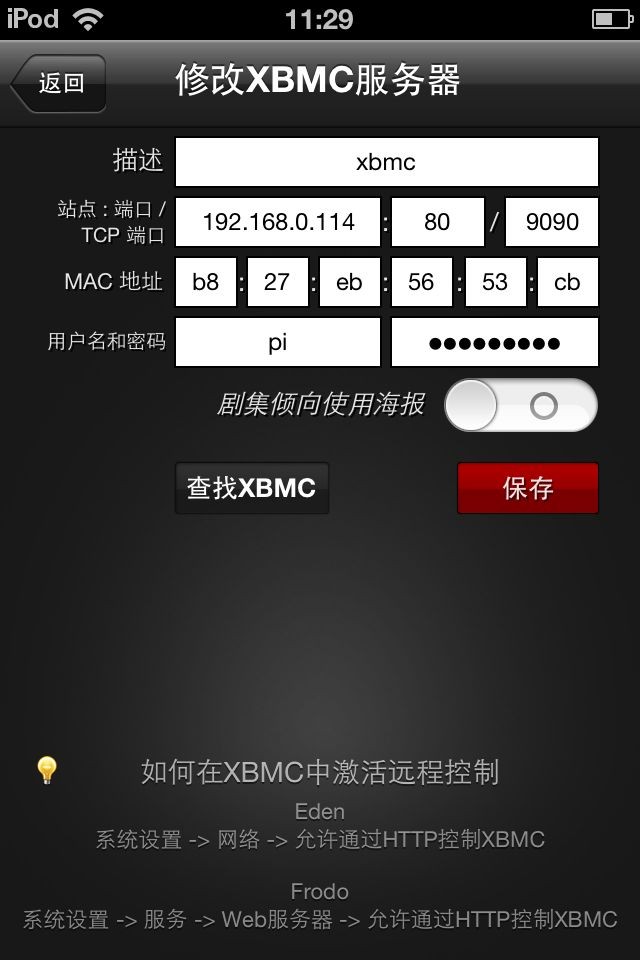 iPod 11:29
返回 修改XBMC服务器
描述 xbmc
站点 : 端口 / TCP 端口 192.168.0.114 : 80 / 9090
MAC 地址 b8 : 27 : eb : 56 : 53 : cb
用户名和密码 pi ●●●●●●●●●
剧集倾向使用海报
查找XBMC 保存
如何在XBMC中激活远程控制
Eden
系统设置 -> 网络 -> 允许通过HTTP控制XBMC
Frodo
系统设置 -> 服务 -> Web服务器 -> 允许通过HTTP控制XBMC